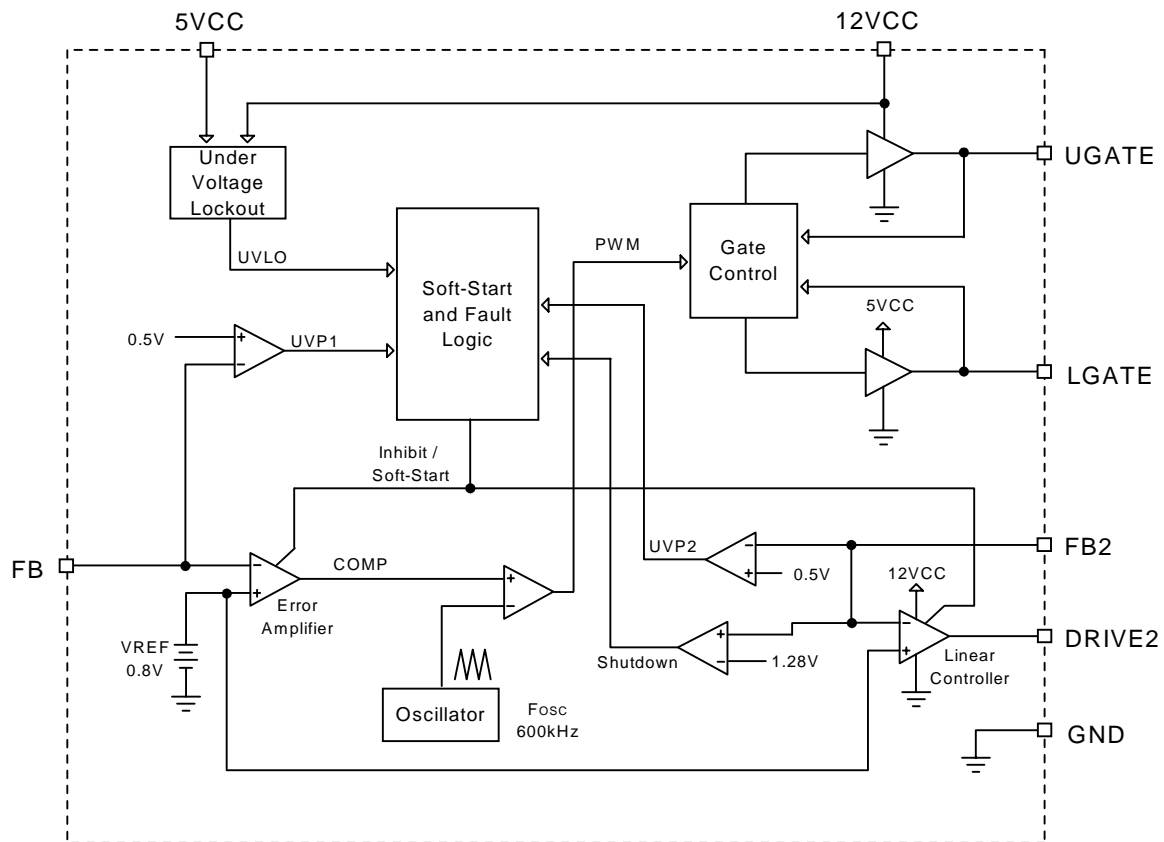 5VCC
12VCC
Under
Voltage
Lockout
UGATE
UVLO
PWM
Gate
Control
Soft-Start
and Fault
Logic
5VCC
0.5V
+
-
UVP1
LGATE
Inhibit /
Soft-Start
FB
-
+
COMP
Error
Amplifier
+
-
UVP2
-
+
0.5V
FB2
12VCC
VREF
0.8V
Shutdown
+
-
1.28V
-
+
Linear
Controller
DRIVE2
Oscillator
FOSC
600kHz
GND